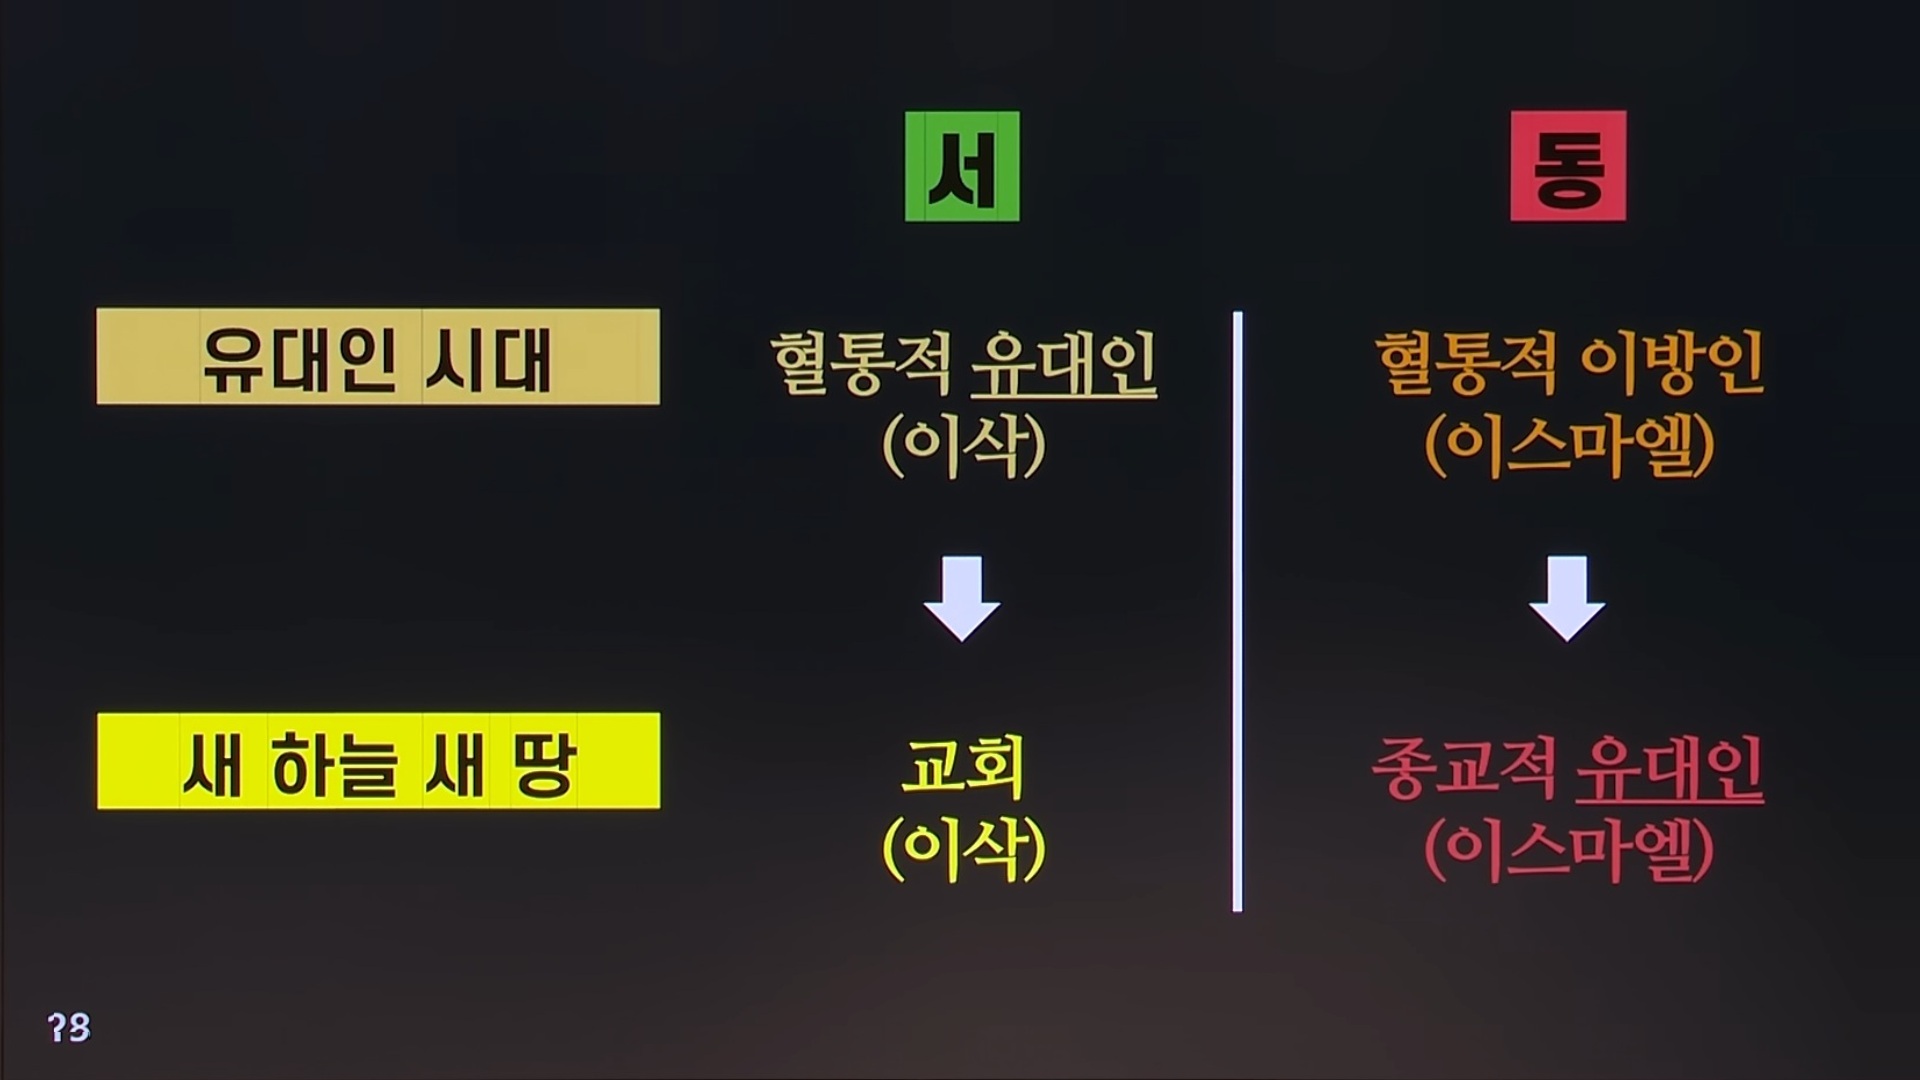 서 동
유대인 시대 혈통적 유대인 혈통적 이방인
(이삭) (이스마엘)
새 하늘 새 땅 교회 종교적 유대인
(이삭) (이스마엘)